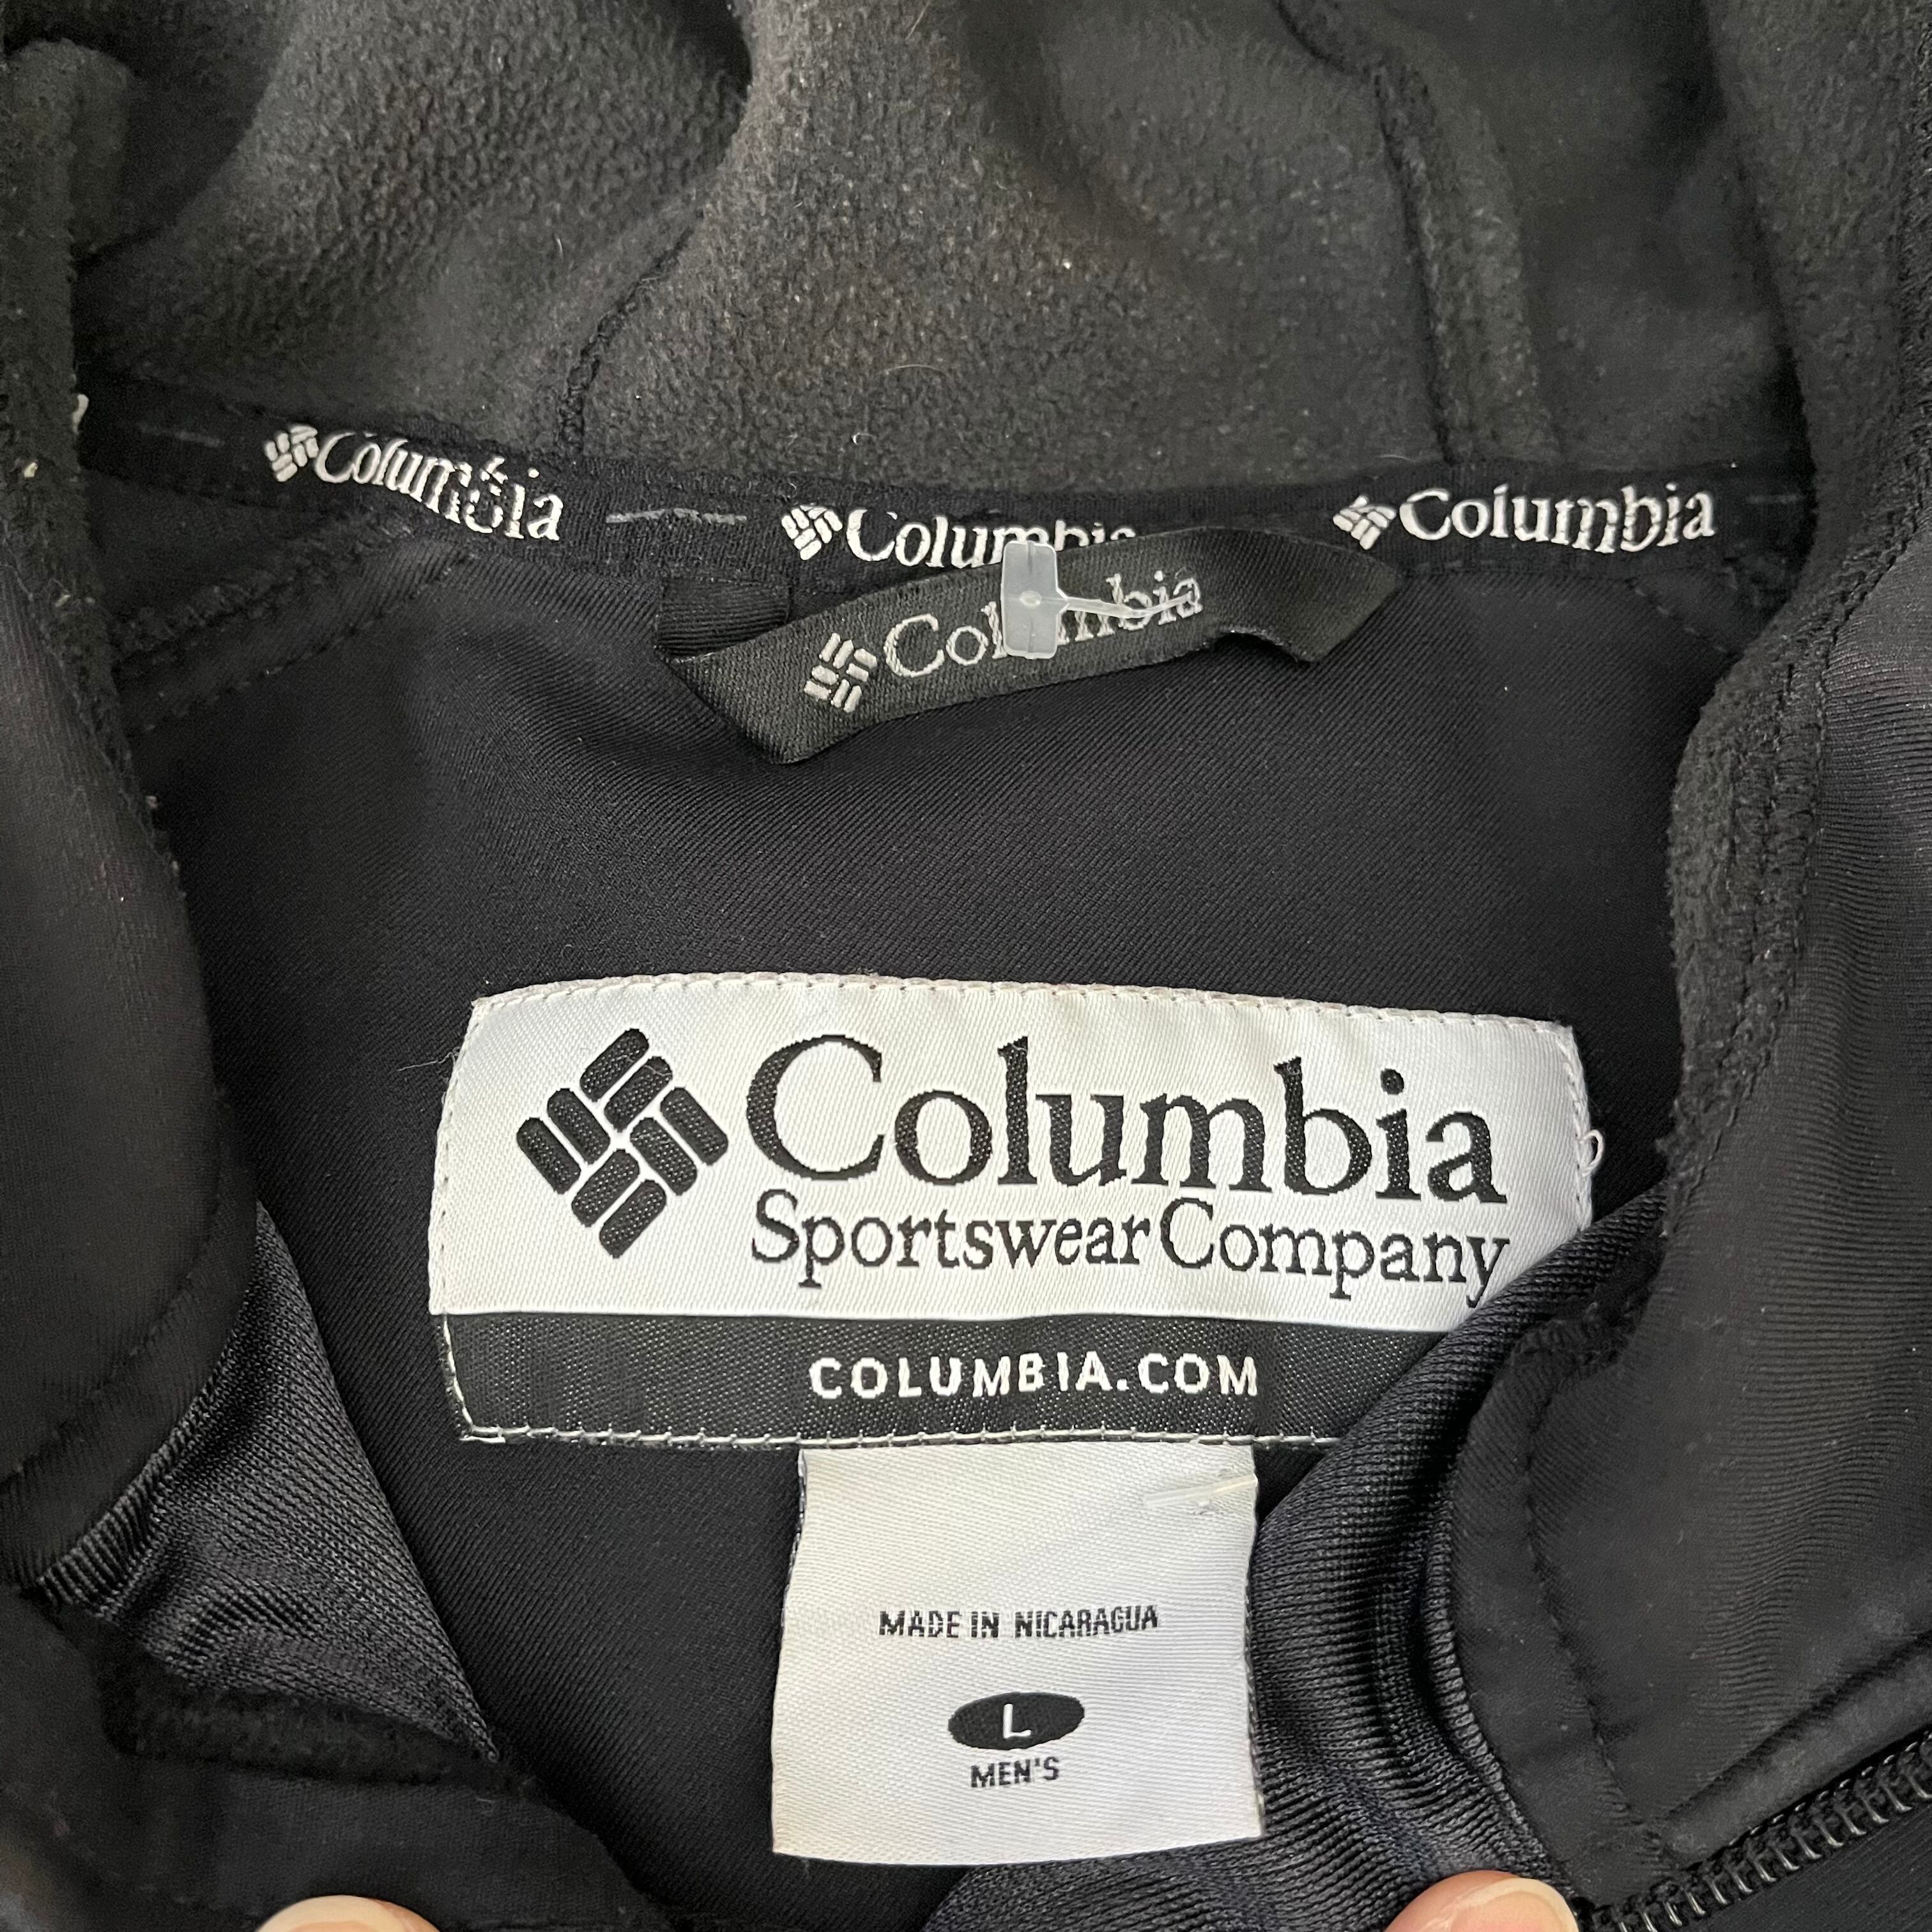 Columbia
Columbia
Columbia
Columbia
Columbia
Sportswear Company
COLUMBIA.COM
MADE IN NICARAGUA
L
MEN'S